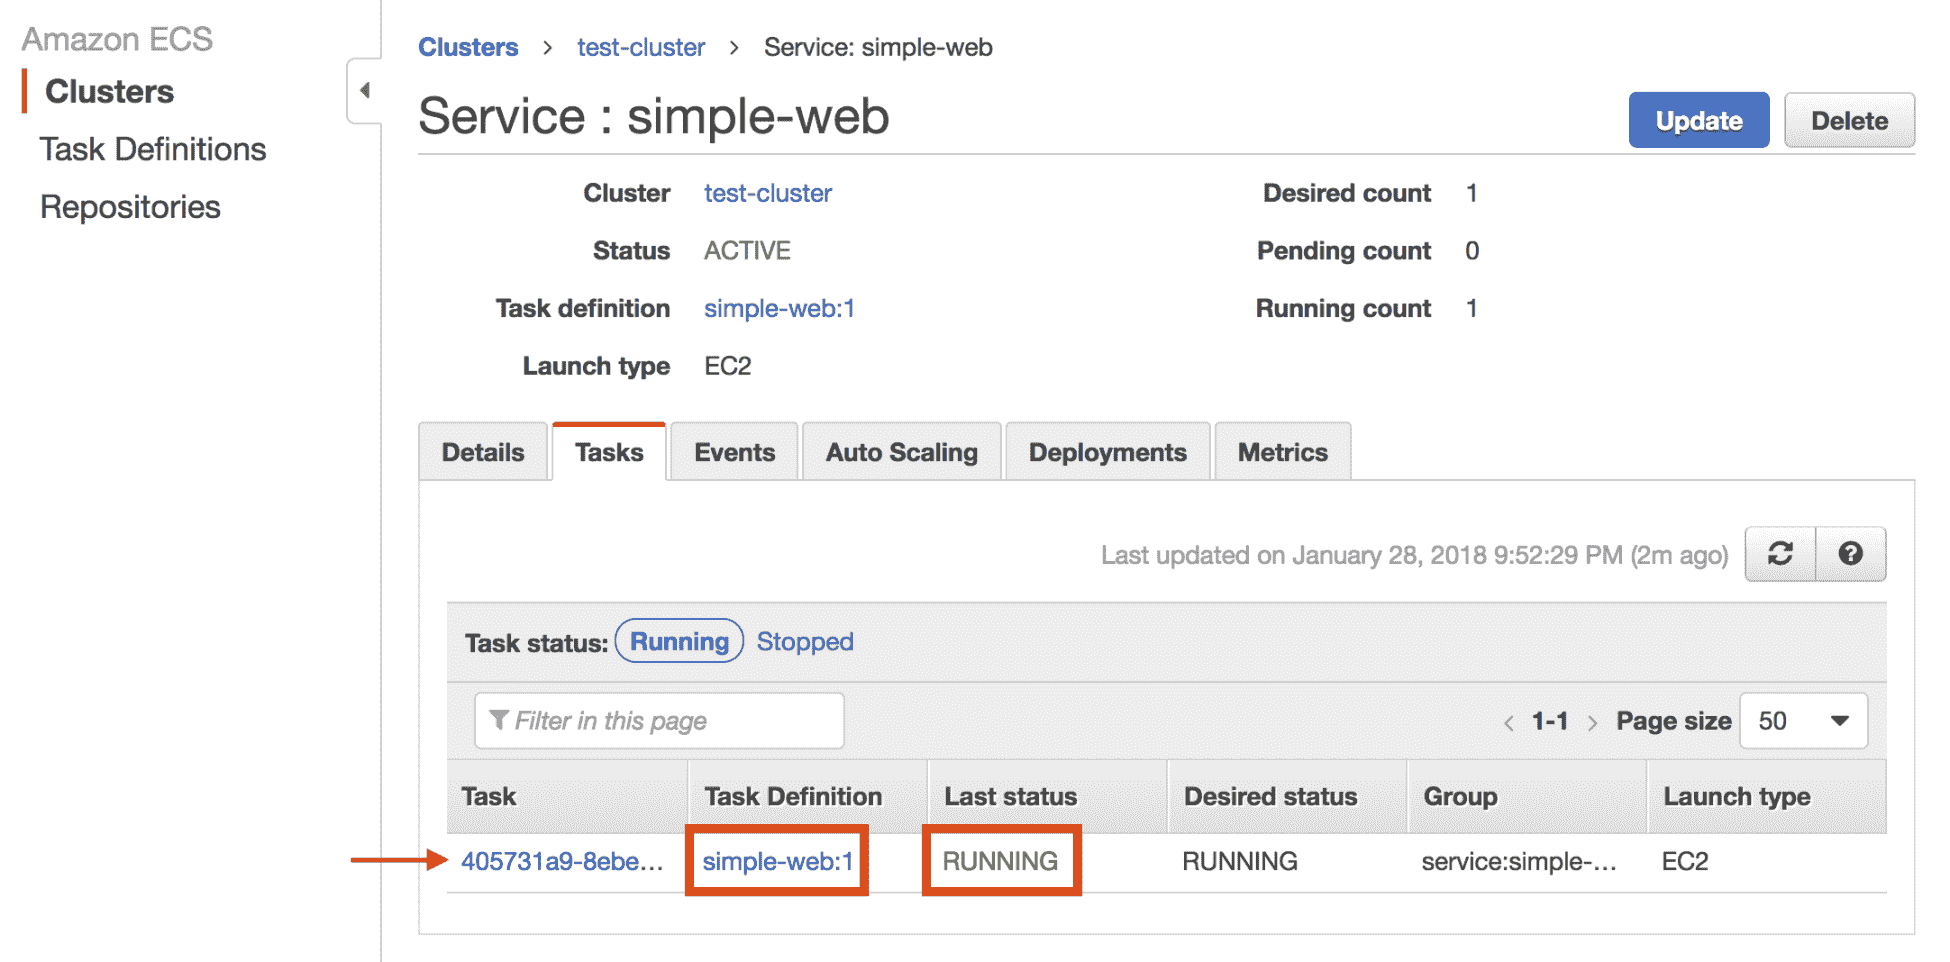 Amazon ECS
Clusters
Task Definitions
Repositories
Clusters > test-cluster > Service: simple-web
Service : simple-web
Update Delete
Cluster test-cluster Desired count 1
Status ACTIVE Pending count 0
Task definition simple-web:1 Running count 1
Launch type EC2
Details Tasks Events Auto Scaling Deployments Metrics
Last updated on January 28, 2018 9:52:29 PM (2m ago) ?
Task status: Running Stopped
Filter in this page < 1-1 > Page size 50
Task Task Definition Last status Desired status Group Launch type
405731a9-8ebe... simple-web:1 RUNNING RUNNING service:simple-... EC2